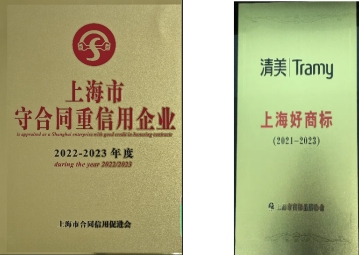 上海市
守合同重信用企业
is appraised as a Shanghai enterprise with good credit in honouring contracts
2022-2023 年度
during the year 2022/2023
上海市合同信用促进会
清美 Tramy
上海好商标
(2021-2023)